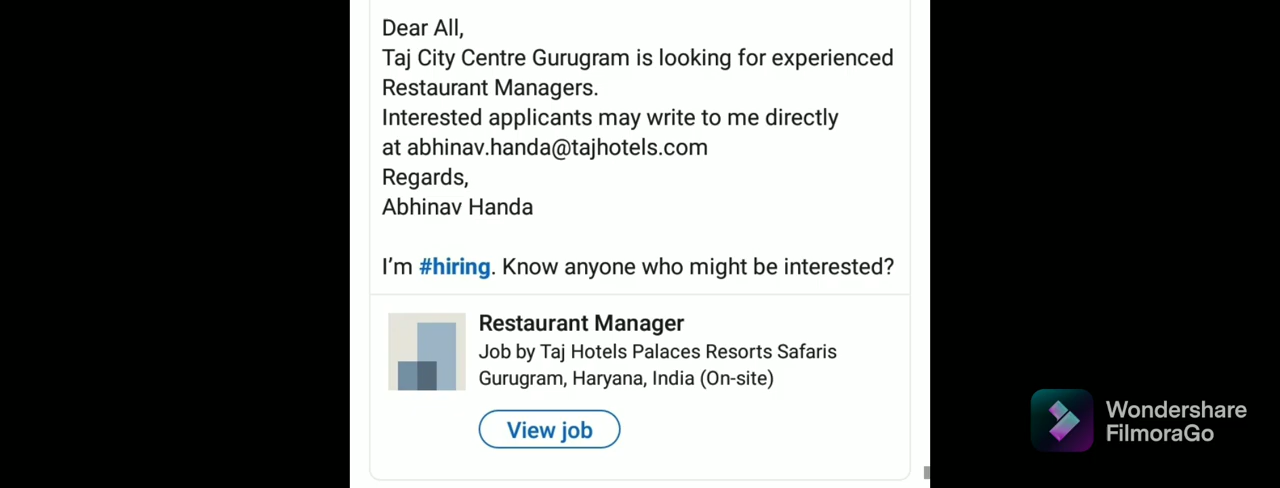 Dear All,
Taj City Centre Gurugram is looking for experienced
Restaurant Managers.
Interested applicants may write to me directly
at abhinav.handa@tajhotels.com
Regards,
Abhinav Handa
I'm #hiring. Know anyone who might be interested?
Restaurant Manager
Job by Taj Hotels Palaces Resorts Safaris
Gurugram, Haryana, India (On-site)
View job
Wondershare
FilmoraGo